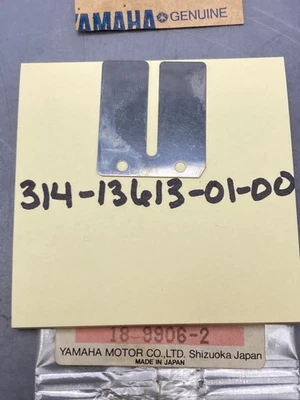 YAMAHA GENUINE
314-13613-01-00
18-9906-2
YAMAHA MOTOR CO.,LTD. Shizuoka Japan
MADE IN JAPAN